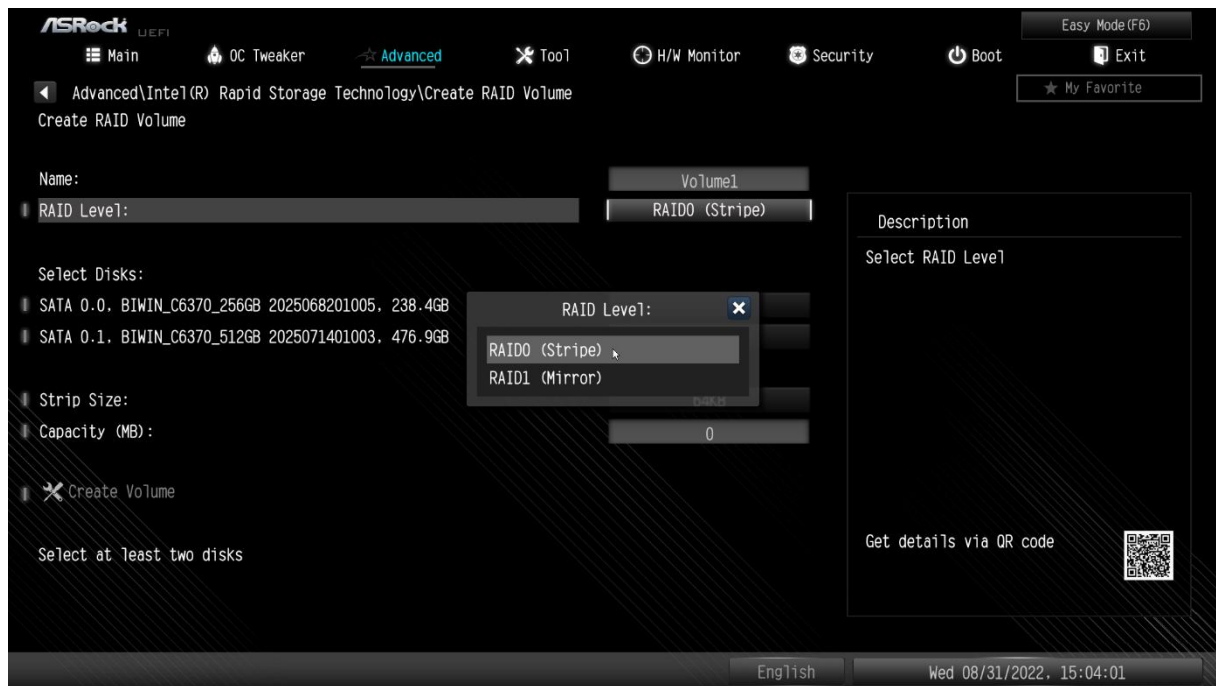 ASRock UEFI
Easy Mode(F6)
Main OC Tweaker Advanced Tool H/W Monitor Security Boot Exit
Advanced\Intel(R) Rapid Storage Technology\Create RAID Volume
My Favorite
Create RAID Volume
Name: Volume1
RAID Level: RAID0 (Stripe)
Description
Select RAID Level
Select Disks:
SATA 0.0, BIWIN_C6370_256GB 2025068201005, 238.4GB
SATA 0.1, BIWIN_C6370_512GB 2025071401003, 476.9GB
RAID Level:
RAID0 (Stripe)
RAID1 (Mirror)
Strip Size: 64KB
Capacity (MB): 0
Create Volume
Select at least two disks
Get details via QR code
English
Wed 08/31/2022, 15:04:01